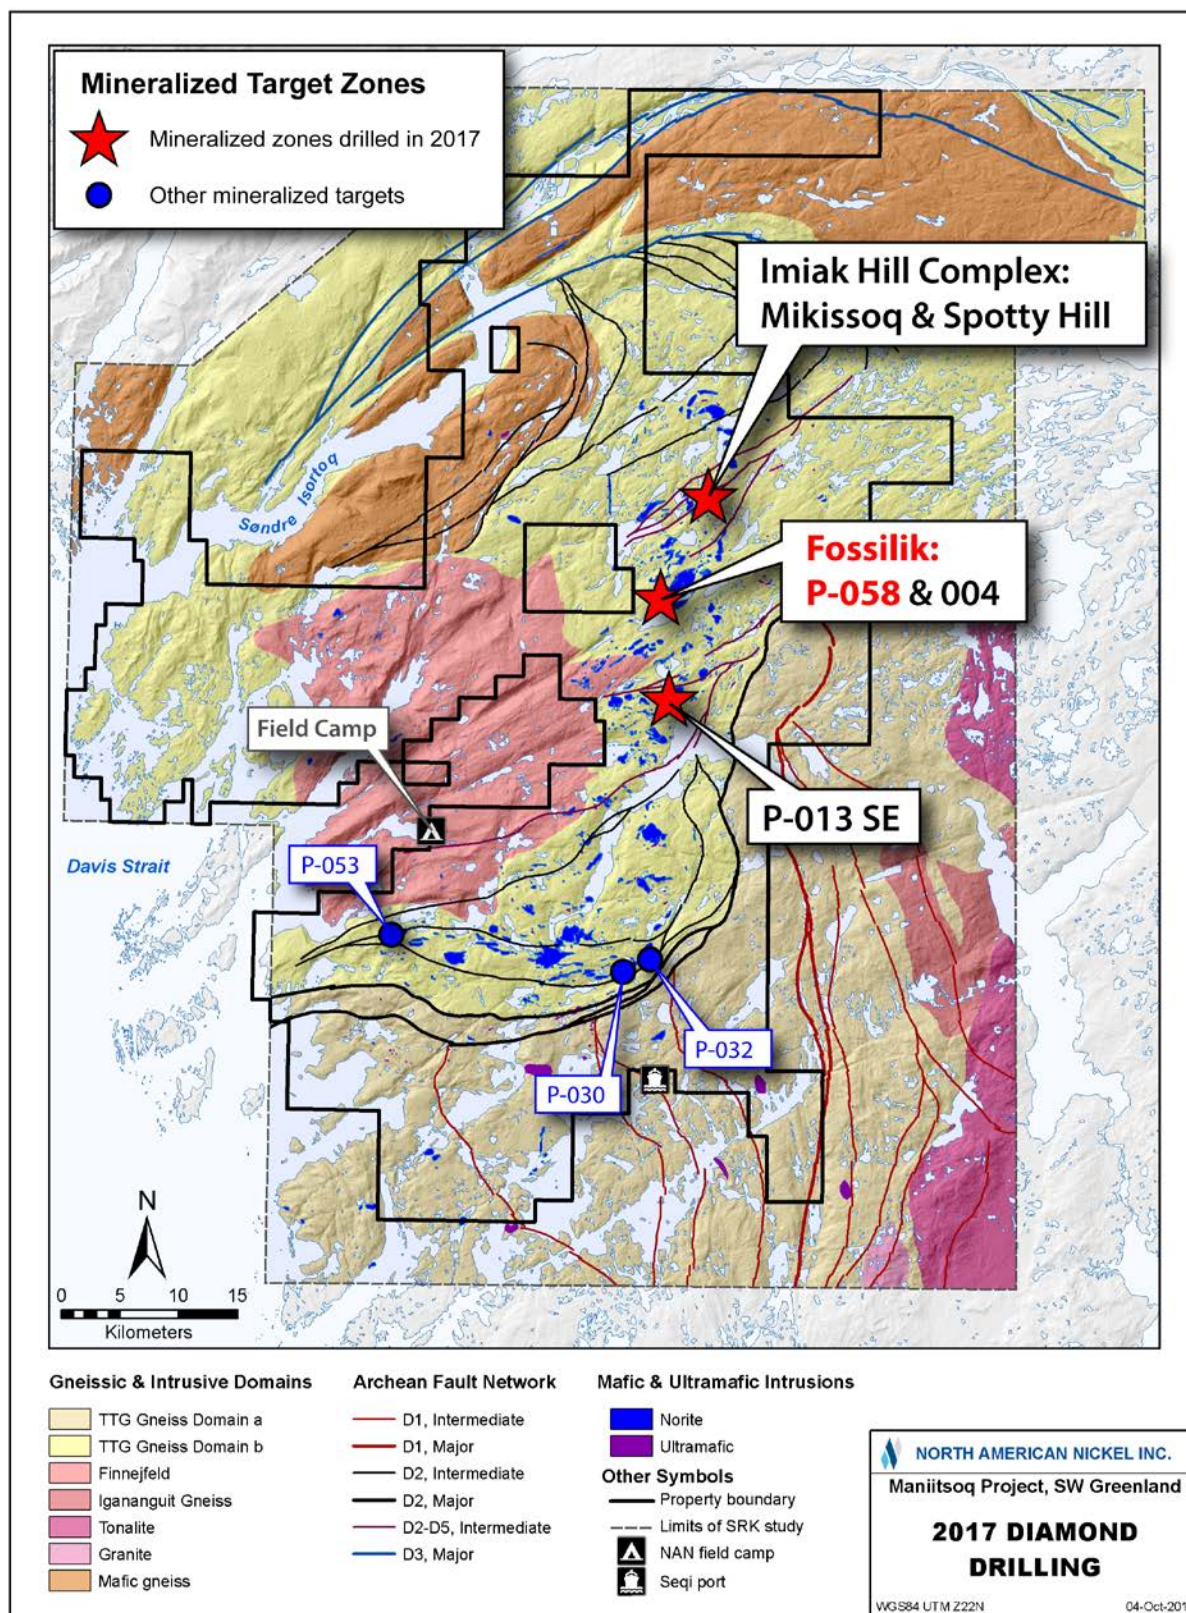 Mineralized Target Zones
Mineralized zones drilled in 2017
Other mineralized targets
Imiak Hill Complex:
Mikissoq & Spotty Hill
Søndre Isortoq
Fossilik:
P-058 & 004
Field Camp
P-013 SE
P-053
Davis Strait
P-032
P-030
N
0 5 10 15
Kilometers
Gneissic & Intrusive Domains
TTG Gneiss Domain a
TTG Gneiss Domain b
Finnejfeld
Igananguit Gneiss
Tonalite
Granite
Mafic gneiss
Archean Fault Network
D1, Intermediate
D1, Major
D2, Intermediate
D2, Major
D2-D5, Intermediate
D3, Major
Mafic & Ultramafic Intrusions
Norite
Ultramafic
Other Symbols
Property boundary
Limits of SRK study
NAN field camp
Seqi port
NORTH AMERICAN NICKEL INC.
Maniitsoq Project, SW Greenland
2017 DIAMOND
DRILLING
WGS84 UTM Z22N
04-Oct-201